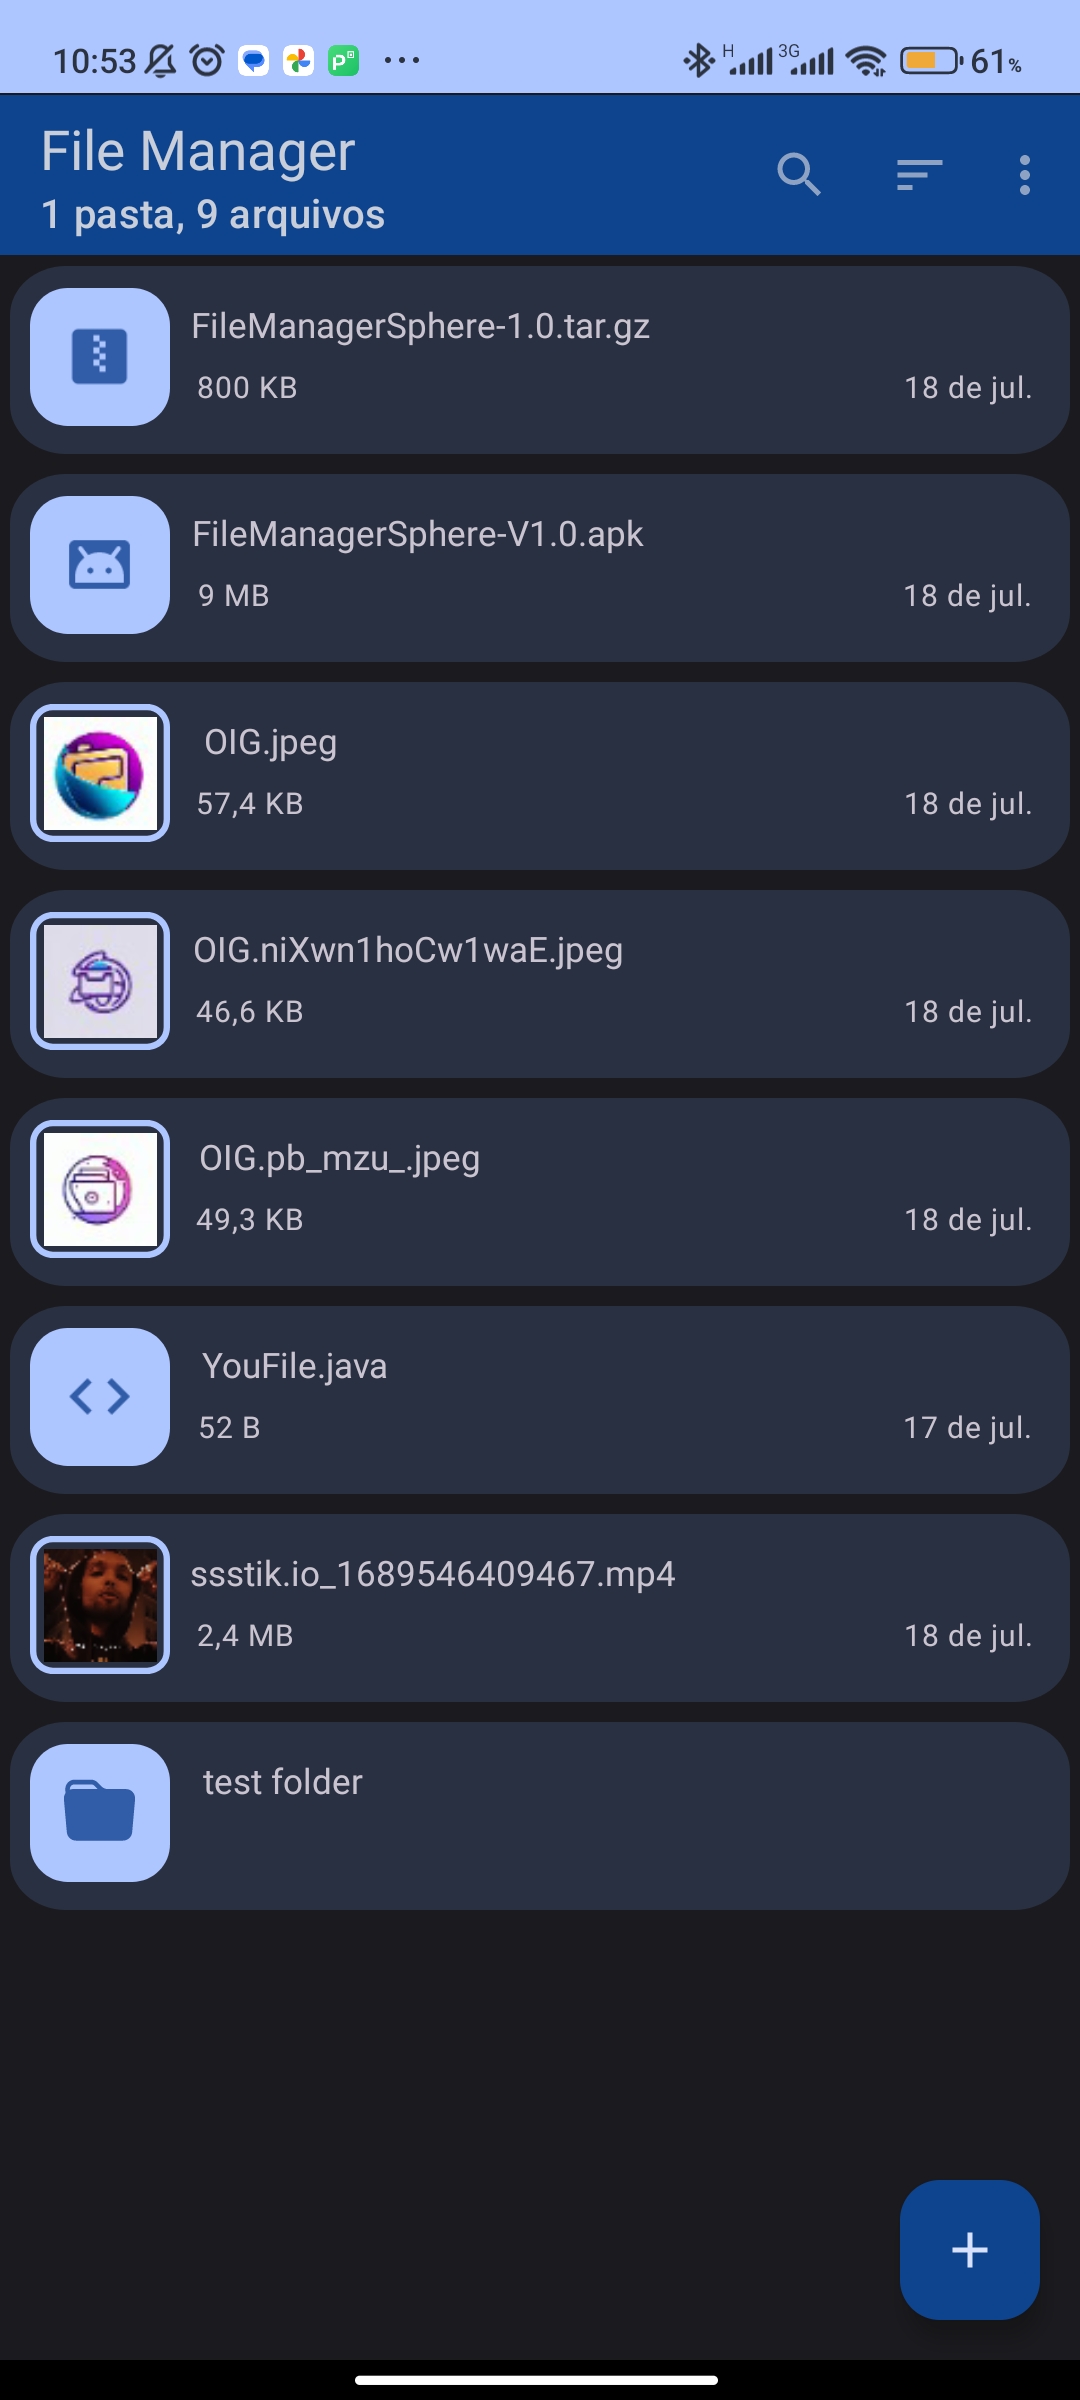 10:53
H 3G 61%
File Manager
1 pasta, 9 arquivos
FileManagerSphere-1.0.tar.gz
800 KB 18 de jul.
FileManagerSphere-V1.0.apk
9 MB 18 de jul.
OIG.jpeg
57,4 KB 18 de jul.
OIG.niXwn1hoCw1waE.jpeg
46,6 KB 18 de jul.
OIG.pb_mzu_.jpeg
49,3 KB 18 de jul.
YouFile.java
52 B 17 de jul.
ssstik.io_1689546409467.mp4
2,4 MB 18 de jul.
test folder